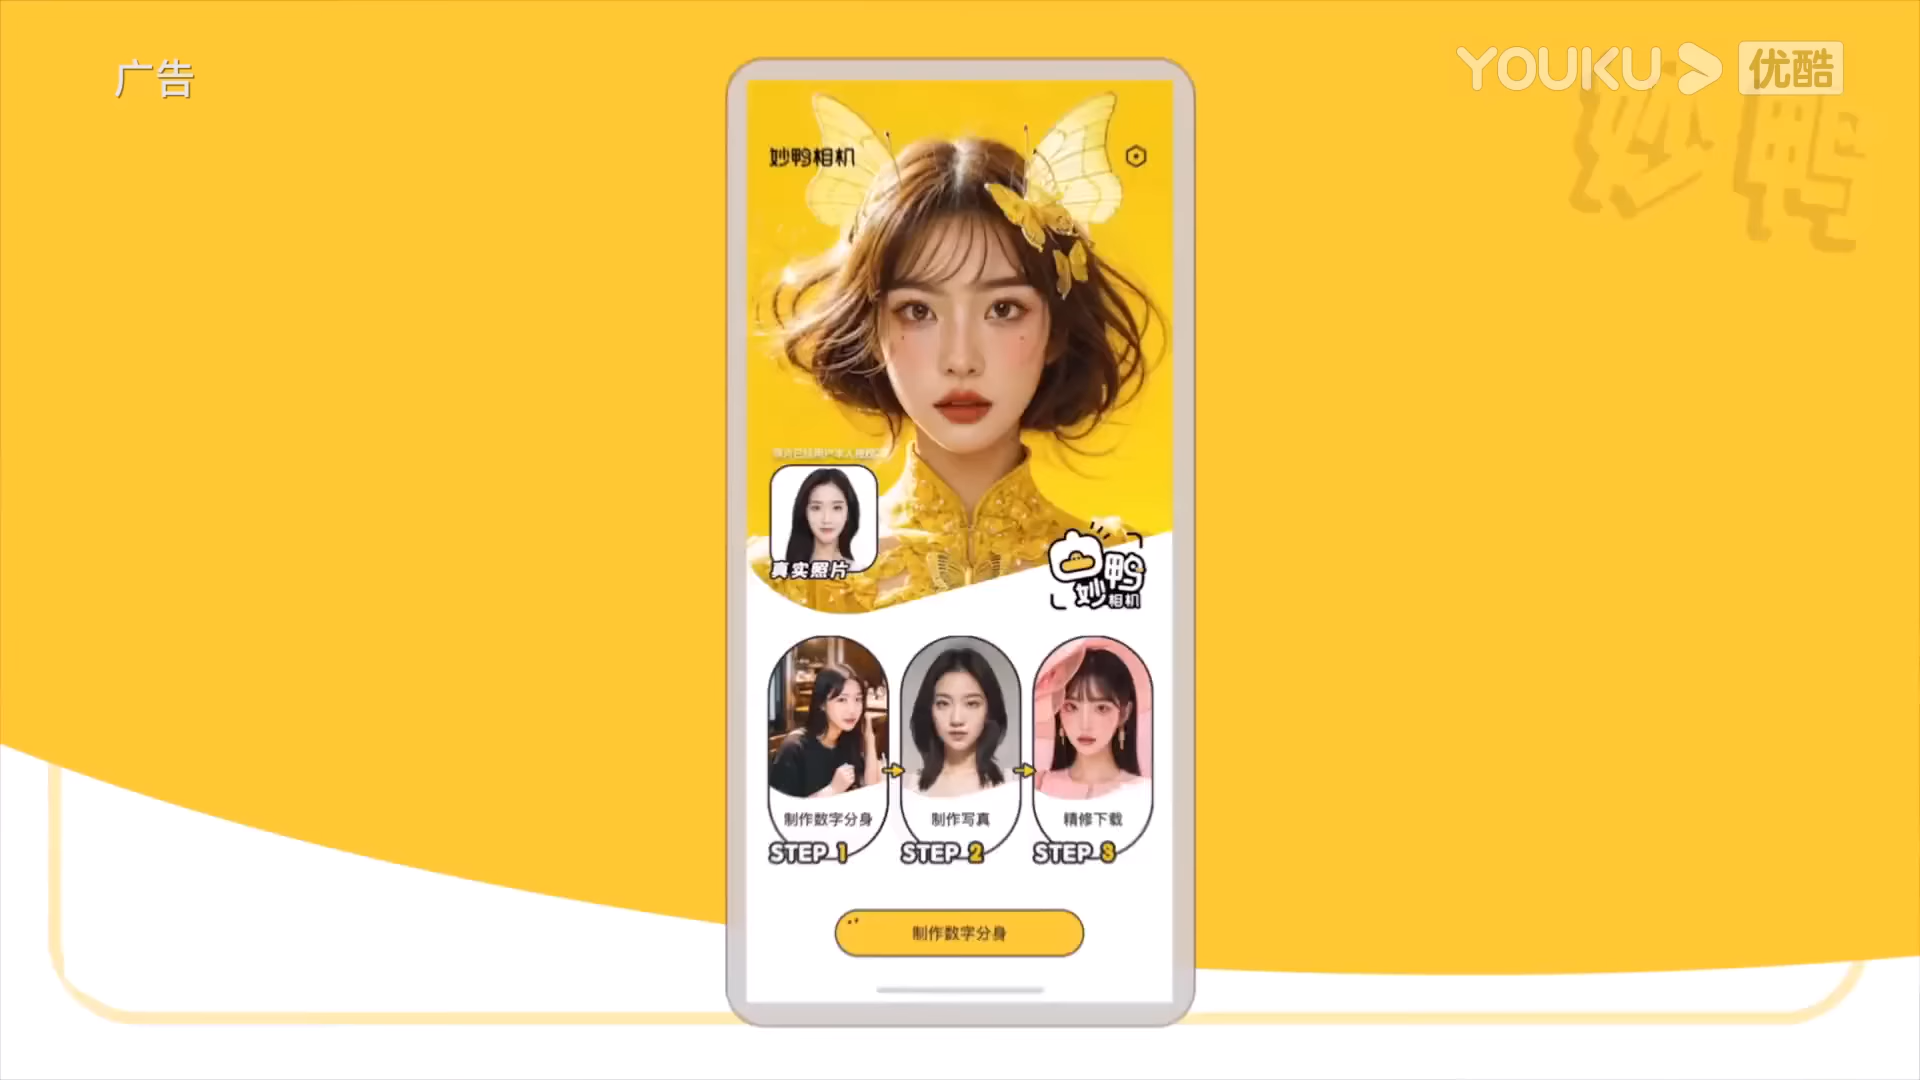 广告
YOUKU 优酷
妙鸭
妙鸭相机
真实照片
妙鸭相机
制作数字分身
制作写真
精修下载
STEP 1
STEP 2
STEP 3
制作数字分身